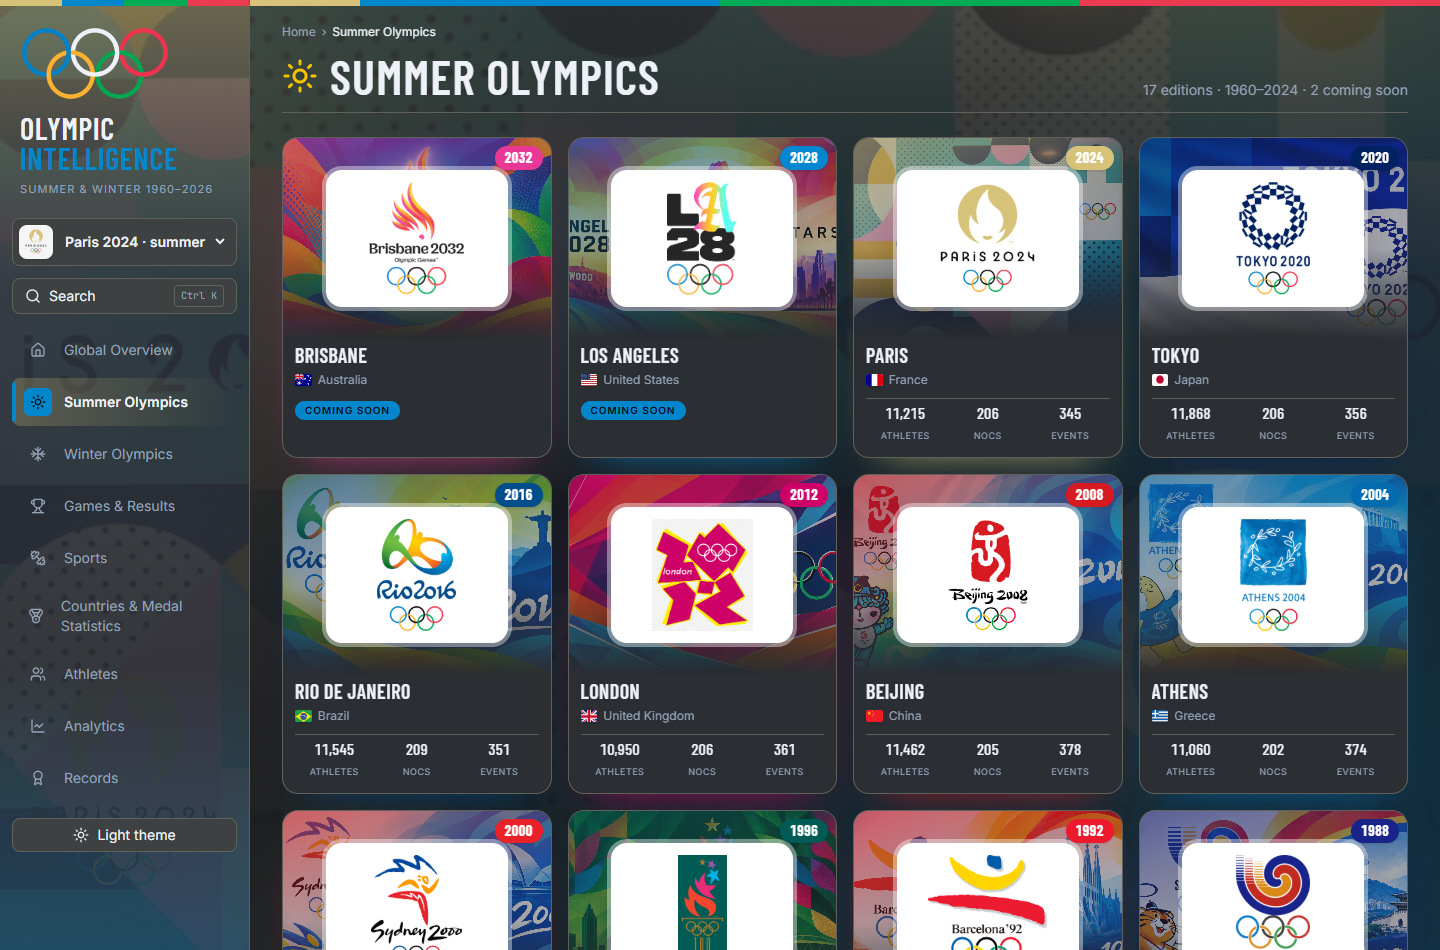 OLYMPIC
INTELLIGENCE
SUMMER & WINTER 1960–2026
Paris 2024 · summer
Search
Ctrl K
Global Overview
Summer Olympics
Winter Olympics
Games & Results
Sports
Countries & Medal
Statistics
Athletes
Analytics
Records
PARIS 2024
Light theme
Home › Summer Olympics
SUMMER OLYMPICS
17 editions · 1960–2024 · 2 coming soon
2032
Brisbane 2032
Olympic Games
BRISBANE
Australia
COMING SOON
2028
LA
28
LOS ANGELES
United States
COMING SOON
2024
PARIS 2024
PARIS
France
11,215 206 345
ATHLETES NOCS EVENTS
2020
TOKYO 2020
TOKYO
Japan
11,868 206 356
ATHLETES NOCS EVENTS
2016
Rio2016
RIO DE JANEIRO
Brazil
11,545 209 351
ATHLETES NOCS EVENTS
2012
london
LONDON
United Kingdom
10,950 206 361
ATHLETES NOCS EVENTS
2008
Beijing 2008
BEIJING
China
11,462 205 378
ATHLETES NOCS EVENTS
2004
ATHENS 2004
ATHENS
Greece
11,060 202 374
ATHLETES NOCS EVENTS
2000
Sydney 2000
1996
1992
Barcelona'92
1988